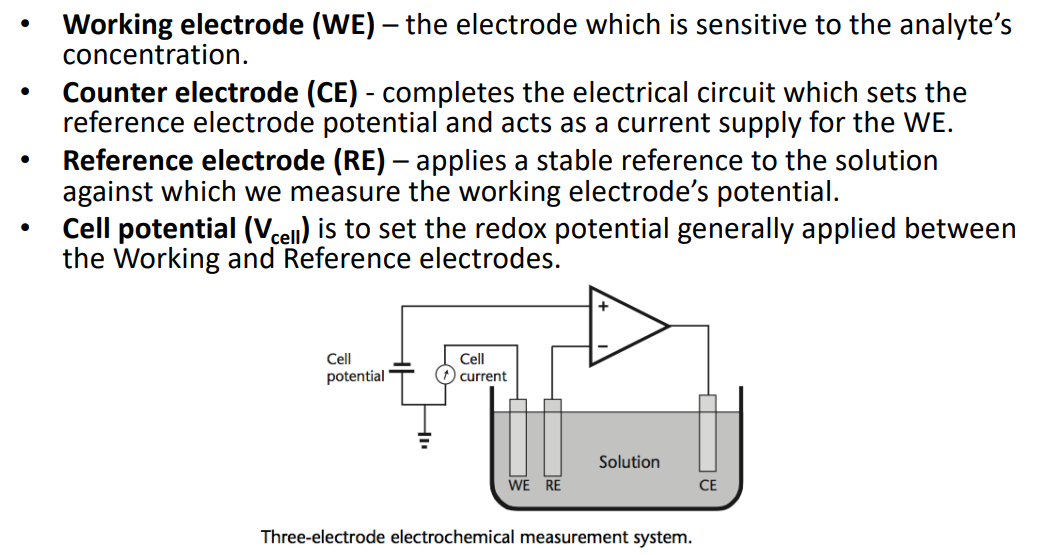 • Working electrode (WE) – the electrode which is sensitive to the analyte's
concentration.
• Counter electrode (CE) - completes the electrical circuit which sets the
reference electrode potential and acts as a current supply for the WE.
• Reference electrode (RE) – applies a stable reference to the solution
against which we measure the working electrode's potential.
• Cell potential (Vcell) is to set the redox potential generally applied between
the Working and Reference electrodes.
+
−
Cell
potential
Cell
current
Solution
WE RE CE
Three-electrode electrochemical measurement system.